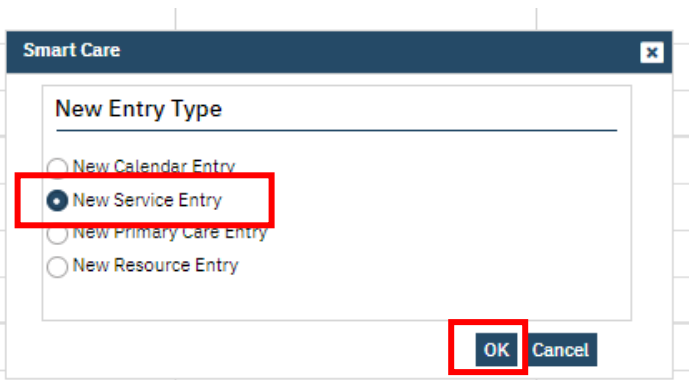 Smart Care
New Entry Type
New Calendar Entry
New Service Entry
New Primary Care Entry
New Resource Entry
OK Cancel